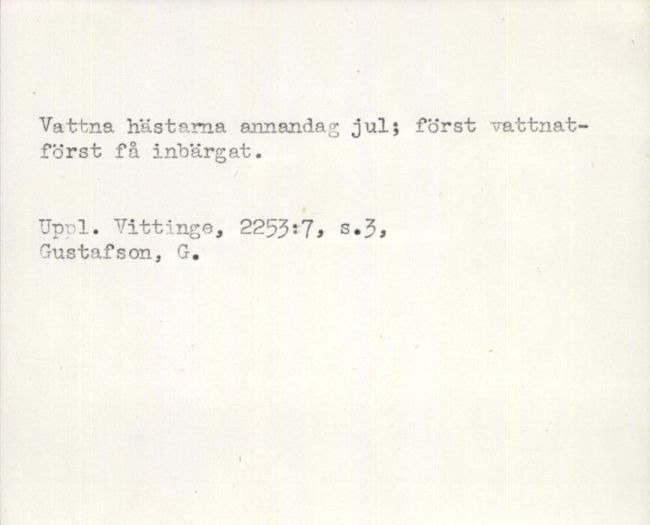 Vattna hästarna annandag jul; först vattnat-
först få inbärgat.
Uppl. Vittinge, 2253:7, s.3,
Gustafson, G.